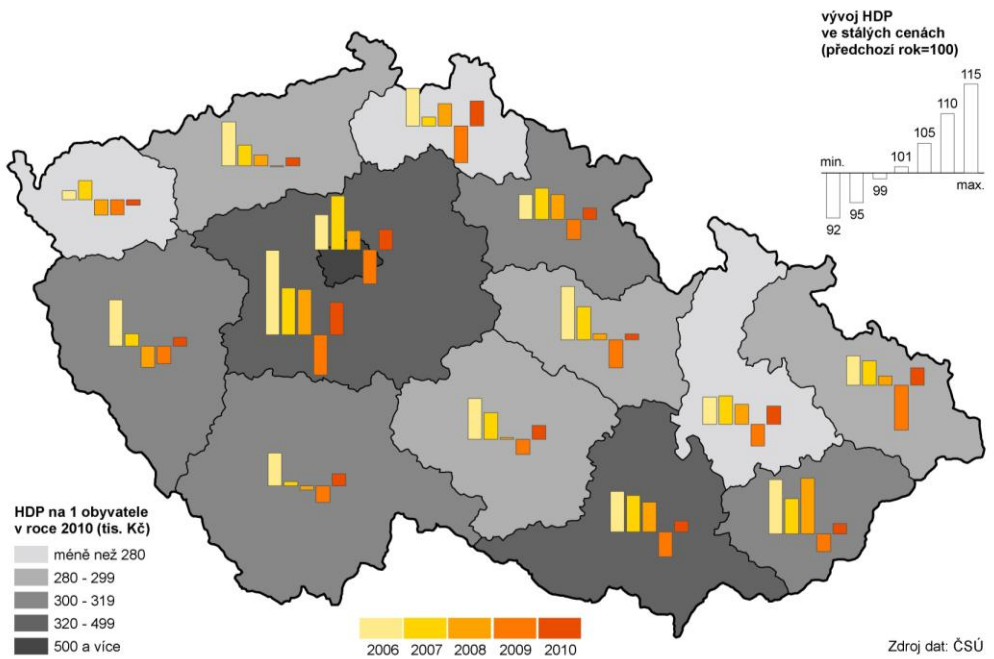 vývoj HDP
ve stálých cenách
(předchozí rok=100)
115
110
105
101
min.
99
max.
95
92
HDP na 1 obyvatele
v roce 2010 (tis. Kč)
méně než 280
280 - 299
300 - 319
320 - 499
500 a více
2006 2007 2008 2009 2010
Zdroj dat: ČSÚ